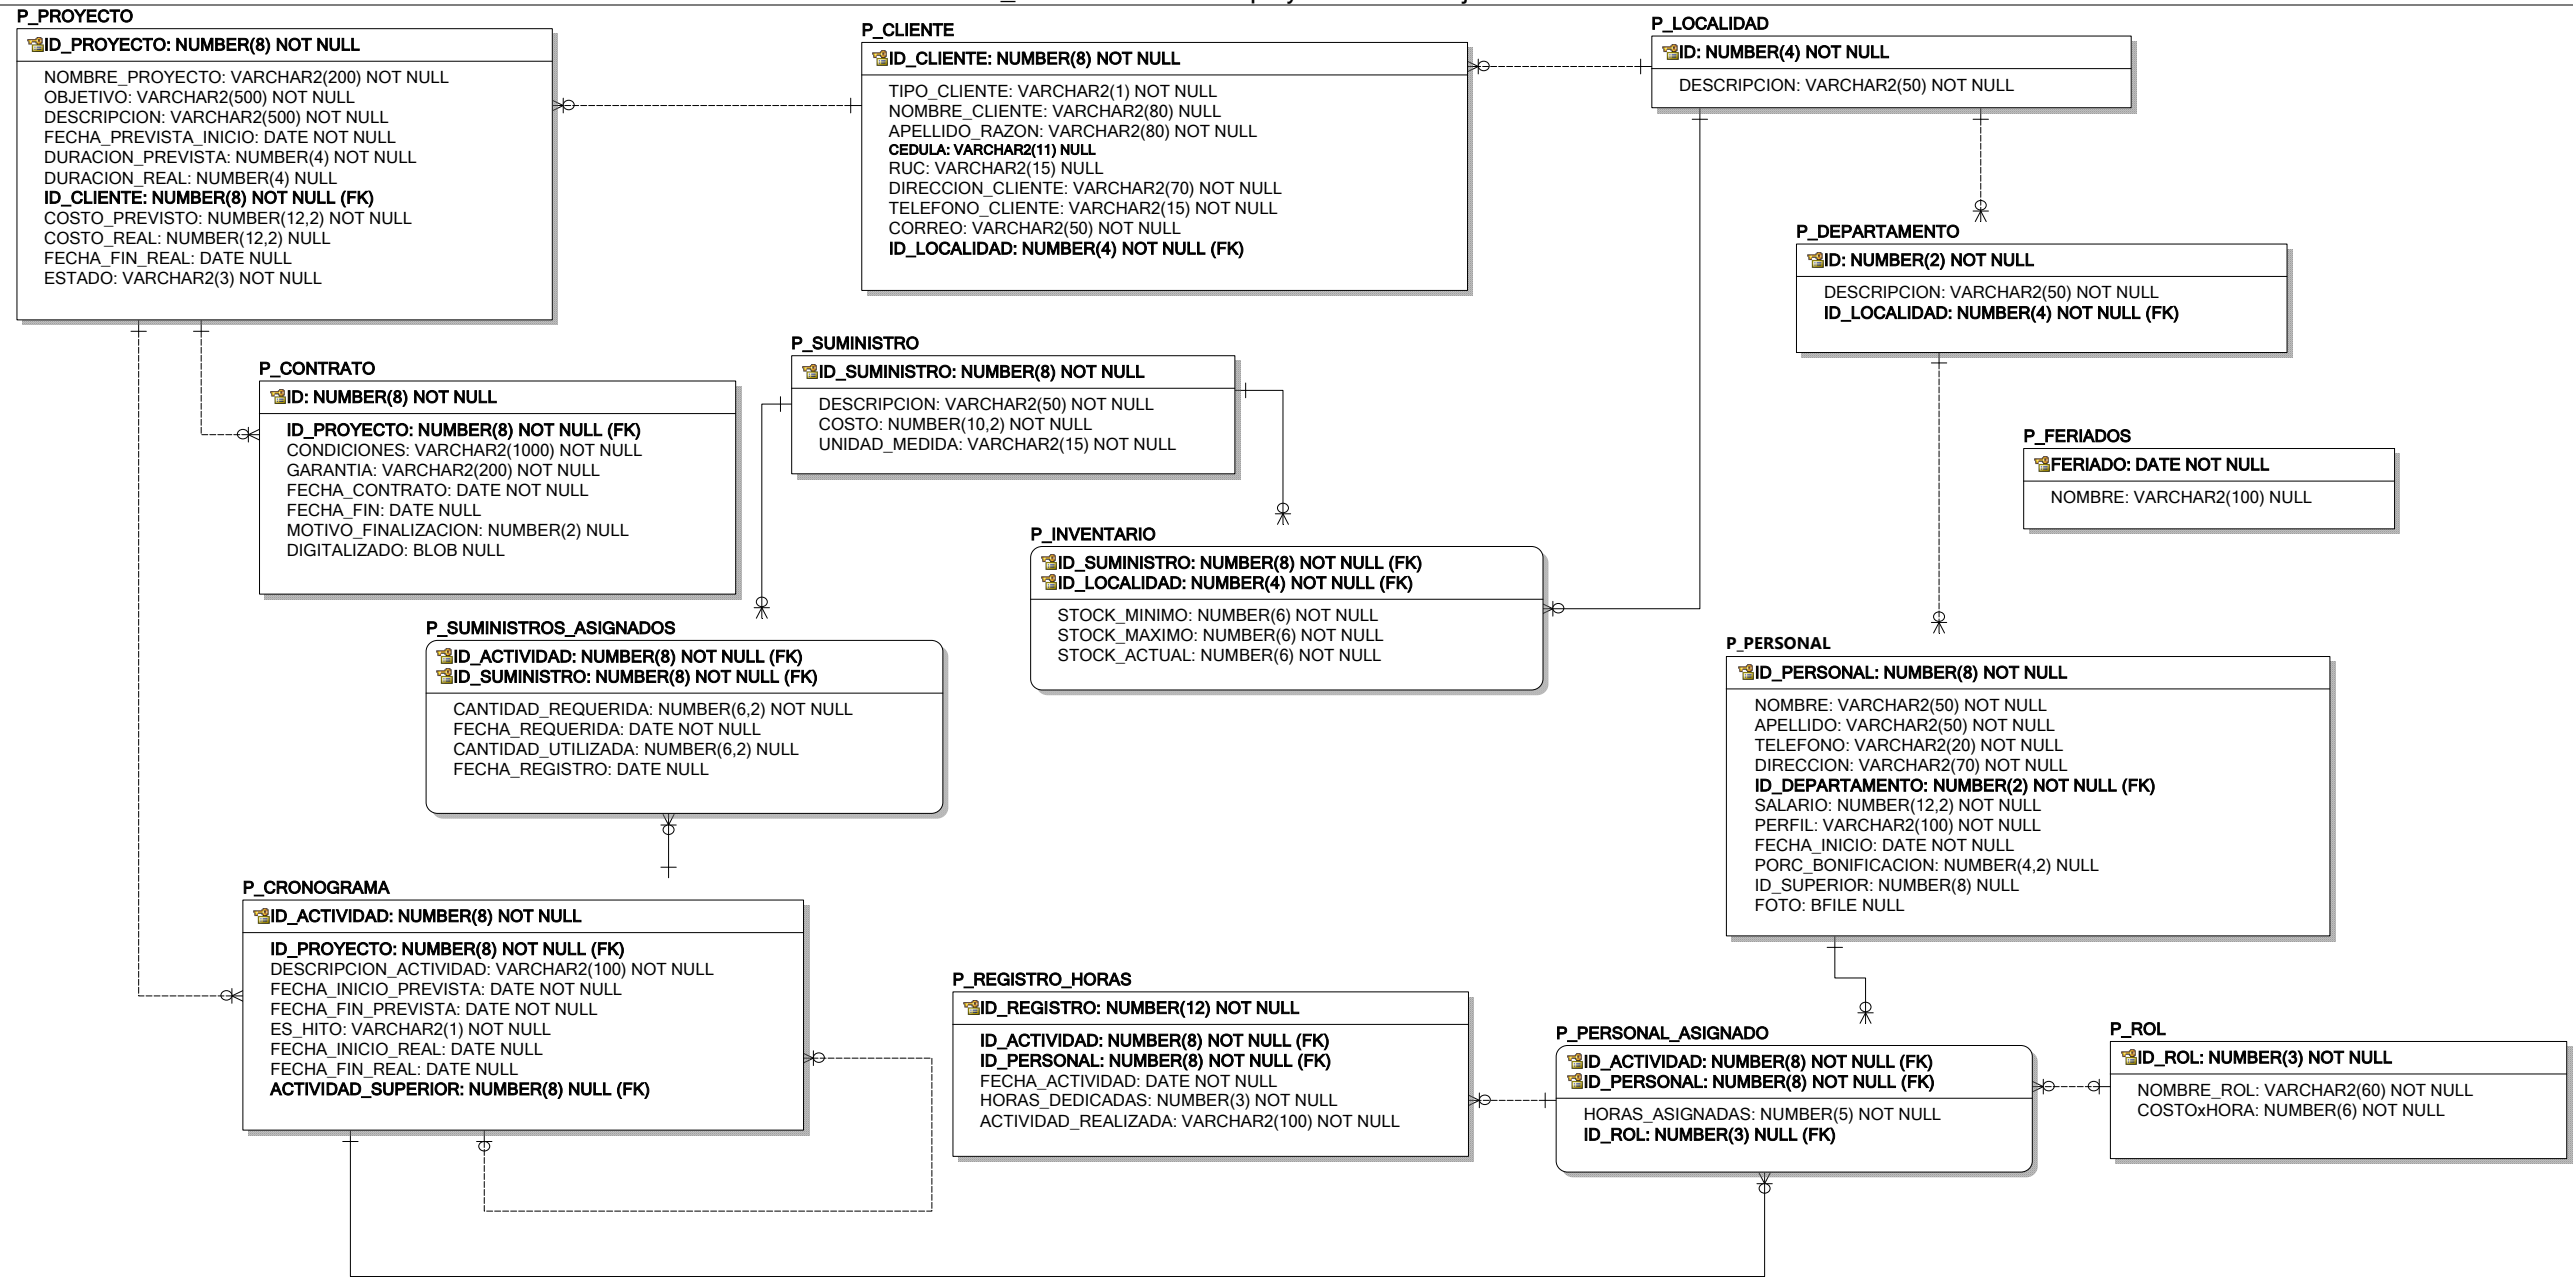 P_PROYECTO
ID_PROYECTO: NUMBER(8) NOT NULL
NOMBRE_PROYECTO: VARCHAR2(200) NOT NULL
OBJETIVO: VARCHAR2(500) NOT NULL
DESCRIPCION: VARCHAR2(500) NOT NULL
FECHA_PREVISTA_INICIO: DATE NOT NULL
DURACION_PREVISTA: NUMBER(4) NOT NULL
DURACION_REAL: NUMBER(4) NULL
ID_CLIENTE: NUMBER(8) NOT NULL (FK)
COSTO_PREVISTO: NUMBER(12,2) NOT NULL
COSTO_REAL: NUMBER(12,2) NULL
FECHA_FIN_REAL: DATE NULL
ESTADO: VARCHAR2(3) NOT NULL
P_CLIENTE
ID_CLIENTE: NUMBER(8) NOT NULL
TIPO_CLIENTE: VARCHAR2(1) NOT NULL
NOMBRE_CLIENTE: VARCHAR2(80) NULL
APELLIDO_RAZON: VARCHAR2(80) NOT NULL
CEDULA: VARCHAR2(11) NULL
RUC: VARCHAR2(15) NULL
DIRECCION_CLIENTE: VARCHAR2(70) NOT NULL
TELEFONO_CLIENTE: VARCHAR2(15) NOT NULL
CORREO: VARCHAR2(50) NOT NULL
ID_LOCALIDAD: NUMBER(4) NOT NULL (FK)
P_LOCALIDAD
ID: NUMBER(4) NOT NULL
DESCRIPCION: VARCHAR2(50) NOT NULL
P_DEPARTAMENTO
ID: NUMBER(2) NOT NULL
DESCRIPCION: VARCHAR2(50) NOT NULL
ID_LOCALIDAD: NUMBER(4) NOT NULL (FK)
P_CONTRATO
ID: NUMBER(8) NOT NULL
ID_PROYECTO: NUMBER(8) NOT NULL (FK)
CONDICIONES: VARCHAR2(1000) NOT NULL
GARANTIA: VARCHAR2(200) NOT NULL
FECHA_CONTRATO: DATE NOT NULL
FECHA_FIN: DATE NULL
MOTIVO_FINALIZACION: NUMBER(2) NULL
DIGITALIZADO: BLOB NULL
P_SUMINISTRO
ID_SUMINISTRO: NUMBER(8) NOT NULL
DESCRIPCION: VARCHAR2(50) NOT NULL
COSTO: NUMBER(10,2) NOT NULL
UNIDAD_MEDIDA: VARCHAR2(15) NOT NULL
P_FERIADOS
FERIADO: DATE NOT NULL
NOMBRE: VARCHAR2(100) NULL
P_INVENTARIO
ID_SUMINISTRO: NUMBER(8) NOT NULL (FK)
ID_LOCALIDAD: NUMBER(4) NOT NULL (FK)
STOCK_MINIMO: NUMBER(6) NOT NULL
STOCK_MAXIMO: NUMBER(6) NOT NULL
STOCK_ACTUAL: NUMBER(6) NOT NULL
P_SUMINISTROS_ASIGNADOS
ID_ACTIVIDAD: NUMBER(8) NOT NULL (FK)
ID_SUMINISTRO: NUMBER(8) NOT NULL (FK)
CANTIDAD_REQUERIDA: NUMBER(6,2) NOT NULL
FECHA_REQUERIDA: DATE NOT NULL
CANTIDAD_UTILIZADA: NUMBER(6,2) NULL
FECHA_REGISTRO: DATE NULL
P_PERSONAL
ID_PERSONAL: NUMBER(8) NOT NULL
NOMBRE: VARCHAR2(50) NOT NULL
APELLIDO: VARCHAR2(50) NOT NULL
TELEFONO: VARCHAR2(20) NOT NULL
DIRECCION: VARCHAR2(70) NOT NULL
ID_DEPARTAMENTO: NUMBER(2) NOT NULL (FK)
SALARIO: NUMBER(12,2) NOT NULL
PERFIL: VARCHAR2(100) NOT NULL
FECHA_INICIO: DATE NOT NULL
PORC_BONIFICACION: NUMBER(4,2) NULL
ID_SUPERIOR: NUMBER(8) NULL
FOTO: BFILE NULL
P_CRONOGRAMA
ID_ACTIVIDAD: NUMBER(8) NOT NULL
ID_PROYECTO: NUMBER(8) NOT NULL (FK)
DESCRIPCION_ACTIVIDAD: VARCHAR2(100) NOT NULL
FECHA_INICIO_PREVISTA: DATE NOT NULL
FECHA_FIN_PREVISTA: DATE NOT NULL
ES_HITO: VARCHAR2(1) NOT NULL
FECHA_INICIO_REAL: DATE NULL
FECHA_FIN_REAL: DATE NULL
ACTIVIDAD_SUPERIOR: NUMBER(8) NULL (FK)
P_REGISTRO_HORAS
ID_REGISTRO: NUMBER(12) NOT NULL
ID_ACTIVIDAD: NUMBER(8) NOT NULL (FK)
ID_PERSONAL: NUMBER(8) NOT NULL (FK)
FECHA_ACTIVIDAD: DATE NOT NULL
HORAS_DEDICADAS: NUMBER(3) NOT NULL
ACTIVIDAD_REALIZADA: VARCHAR2(100) NOT NULL
P_PERSONAL_ASIGNADO
ID_ACTIVIDAD: NUMBER(8) NOT NULL (FK)
ID_PERSONAL: NUMBER(8) NOT NULL (FK)
HORAS_ASIGNADAS: NUMBER(5) NOT NULL
ID_ROL: NUMBER(3) NULL (FK)
P_ROL
ID_ROL: NUMBER(3) NOT NULL
NOMBRE_ROL: VARCHAR2(60) NOT NULL
COSTOxHORA: NUMBER(6) NOT NULL